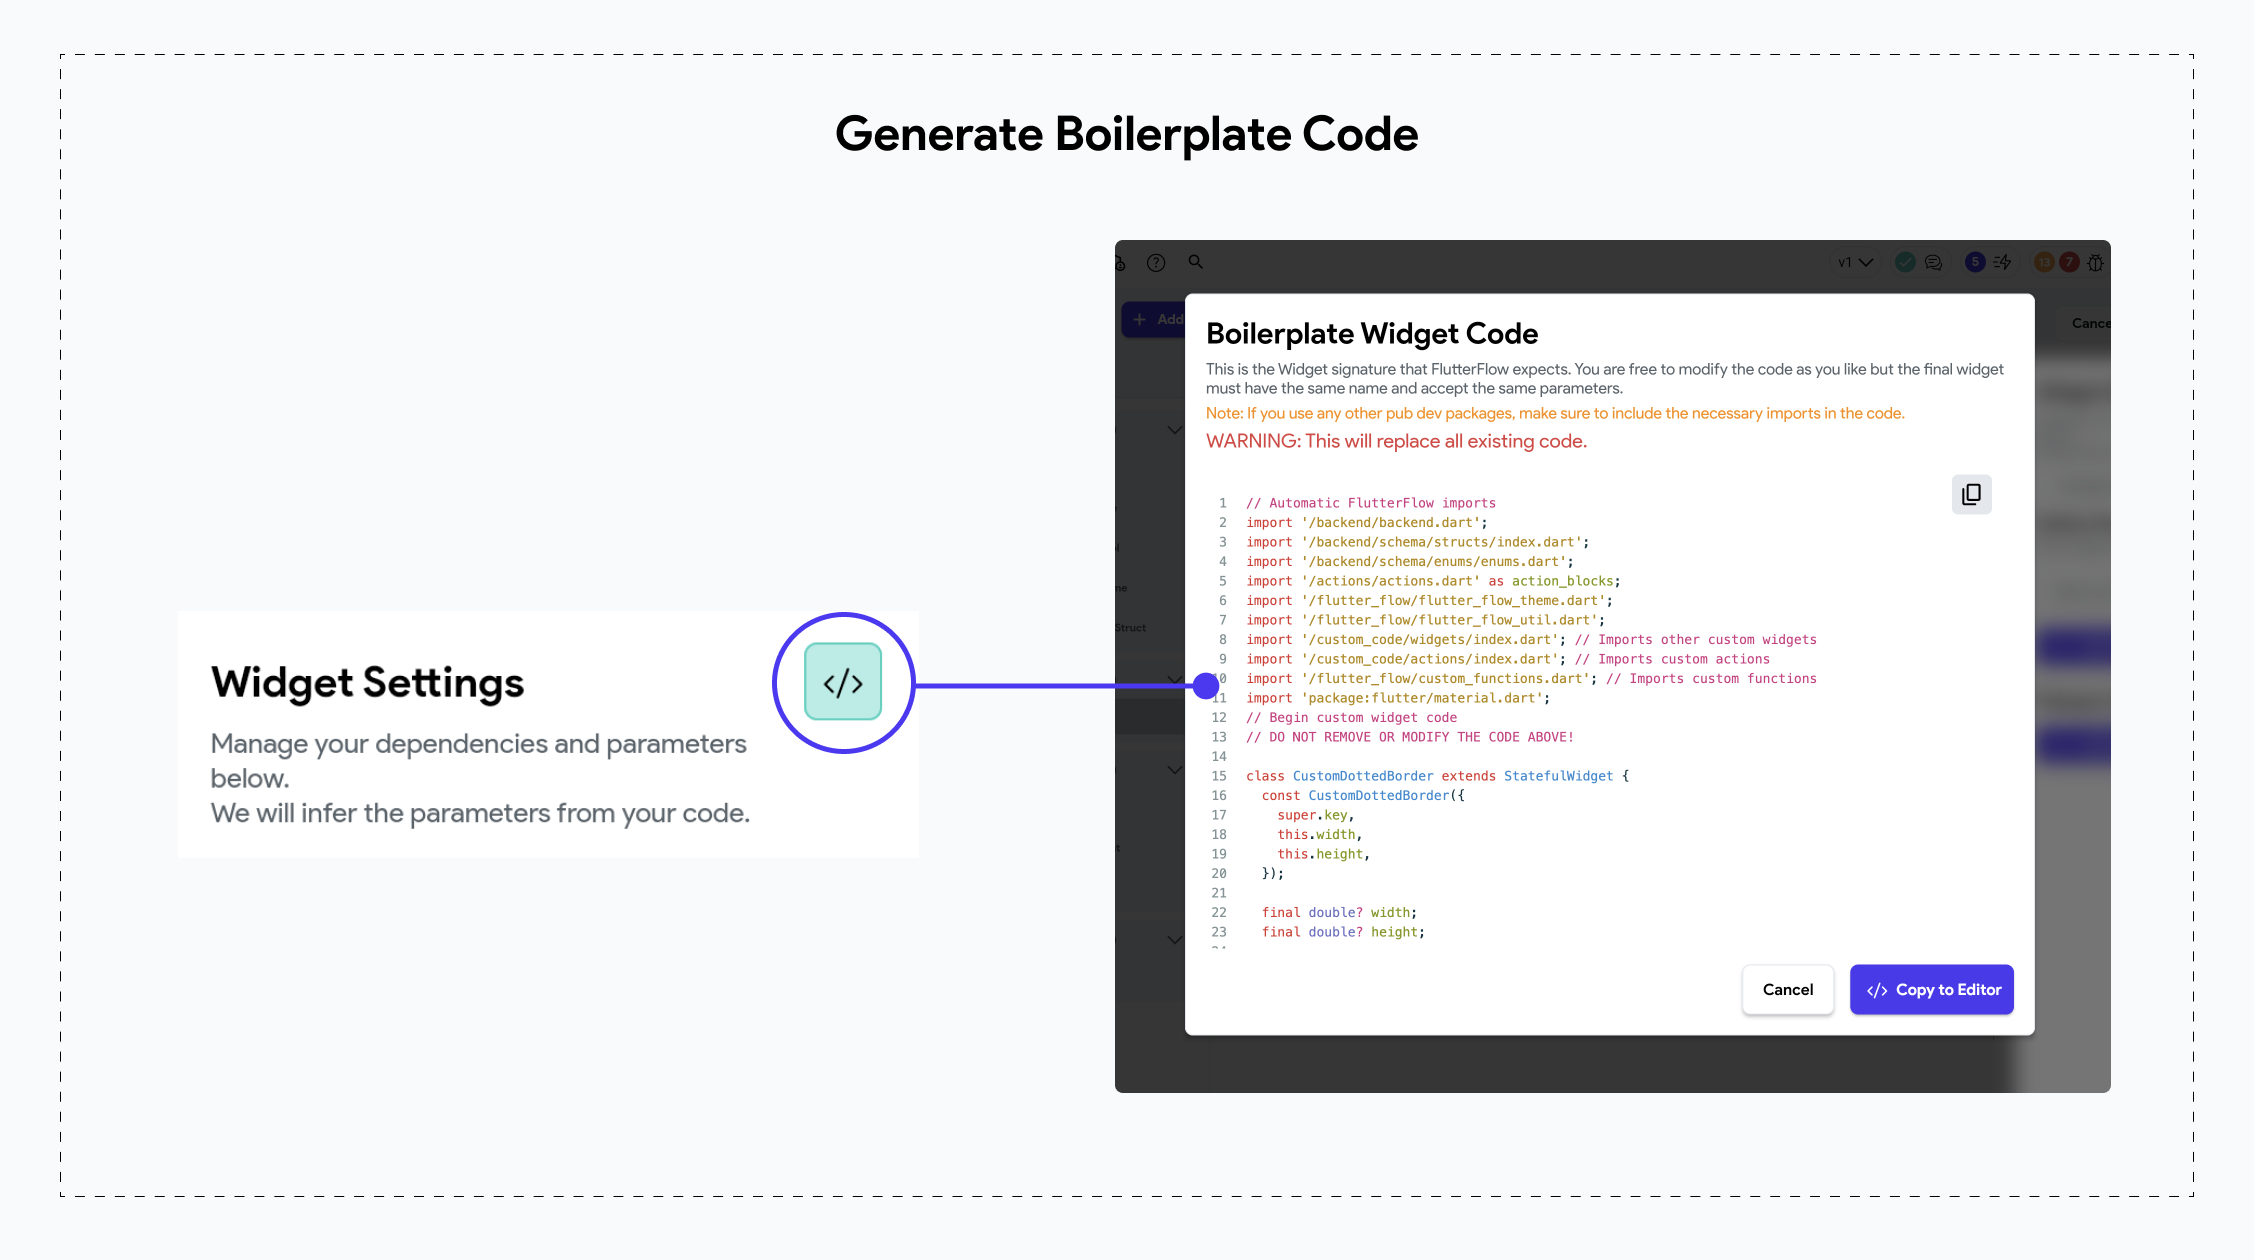 Generate Boilerplate Code
Widget Settings
Manage your dependencies and parameters
below.
We will infer the parameters from your code.
v1
5
13
7
Add
Cance
Struct
Boilerplate Widget Code
This is the Widget signature that FlutterFlow expects. You are free to modify the code as you like but the final widget
must have the same name and accept the same parameters.
Note: If you use any other pub dev packages, make sure to include the necessary imports in the code.
WARNING: This will replace all existing code.
1 // Automatic FlutterFlow imports
2 import '/backend/backend.dart';
3 import '/backend/schema/structs/index.dart';
4 import '/backend/schema/enums/enums.dart';
5 import '/actions/actions.dart' as action_blocks;
6 import '/flutter_flow/flutter_flow_theme.dart';
7 import '/flutter_flow/flutter_flow_util.dart';
8 import '/custom_code/widgets/index.dart'; // Imports other custom widgets
9 import '/custom_code/actions/index.dart'; // Imports custom actions
10 import '/flutter_flow/custom_functions.dart'; // Imports custom functions
11 import 'package:flutter/material.dart';
12 // Begin custom widget code
13 // DO NOT REMOVE OR MODIFY THE CODE ABOVE!
14
15 class CustomDottedBorder extends StatefulWidget {
16 const CustomDottedBorder({
17 super.key,
18 this.width,
19 this.height,
20 });
21
22 final double? width;
23 final double? height;
Cancel
</> Copy to Editor